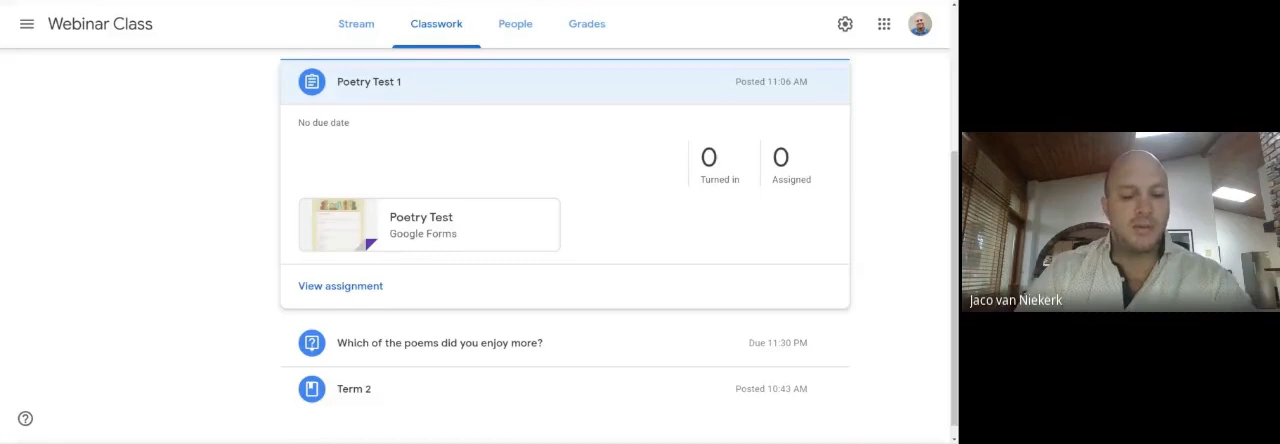 Webinar Class
Stream Classwork People Grades
Poetry Test 1 Posted 11:06 AM
No due date
0 0
Turned in Assigned
Poetry Test
Google Forms
View assignment
Which of the poems did you enjoy more? Due 11:30 PM
Term 2 Posted 10:43 AM
Jaco van Niekerk